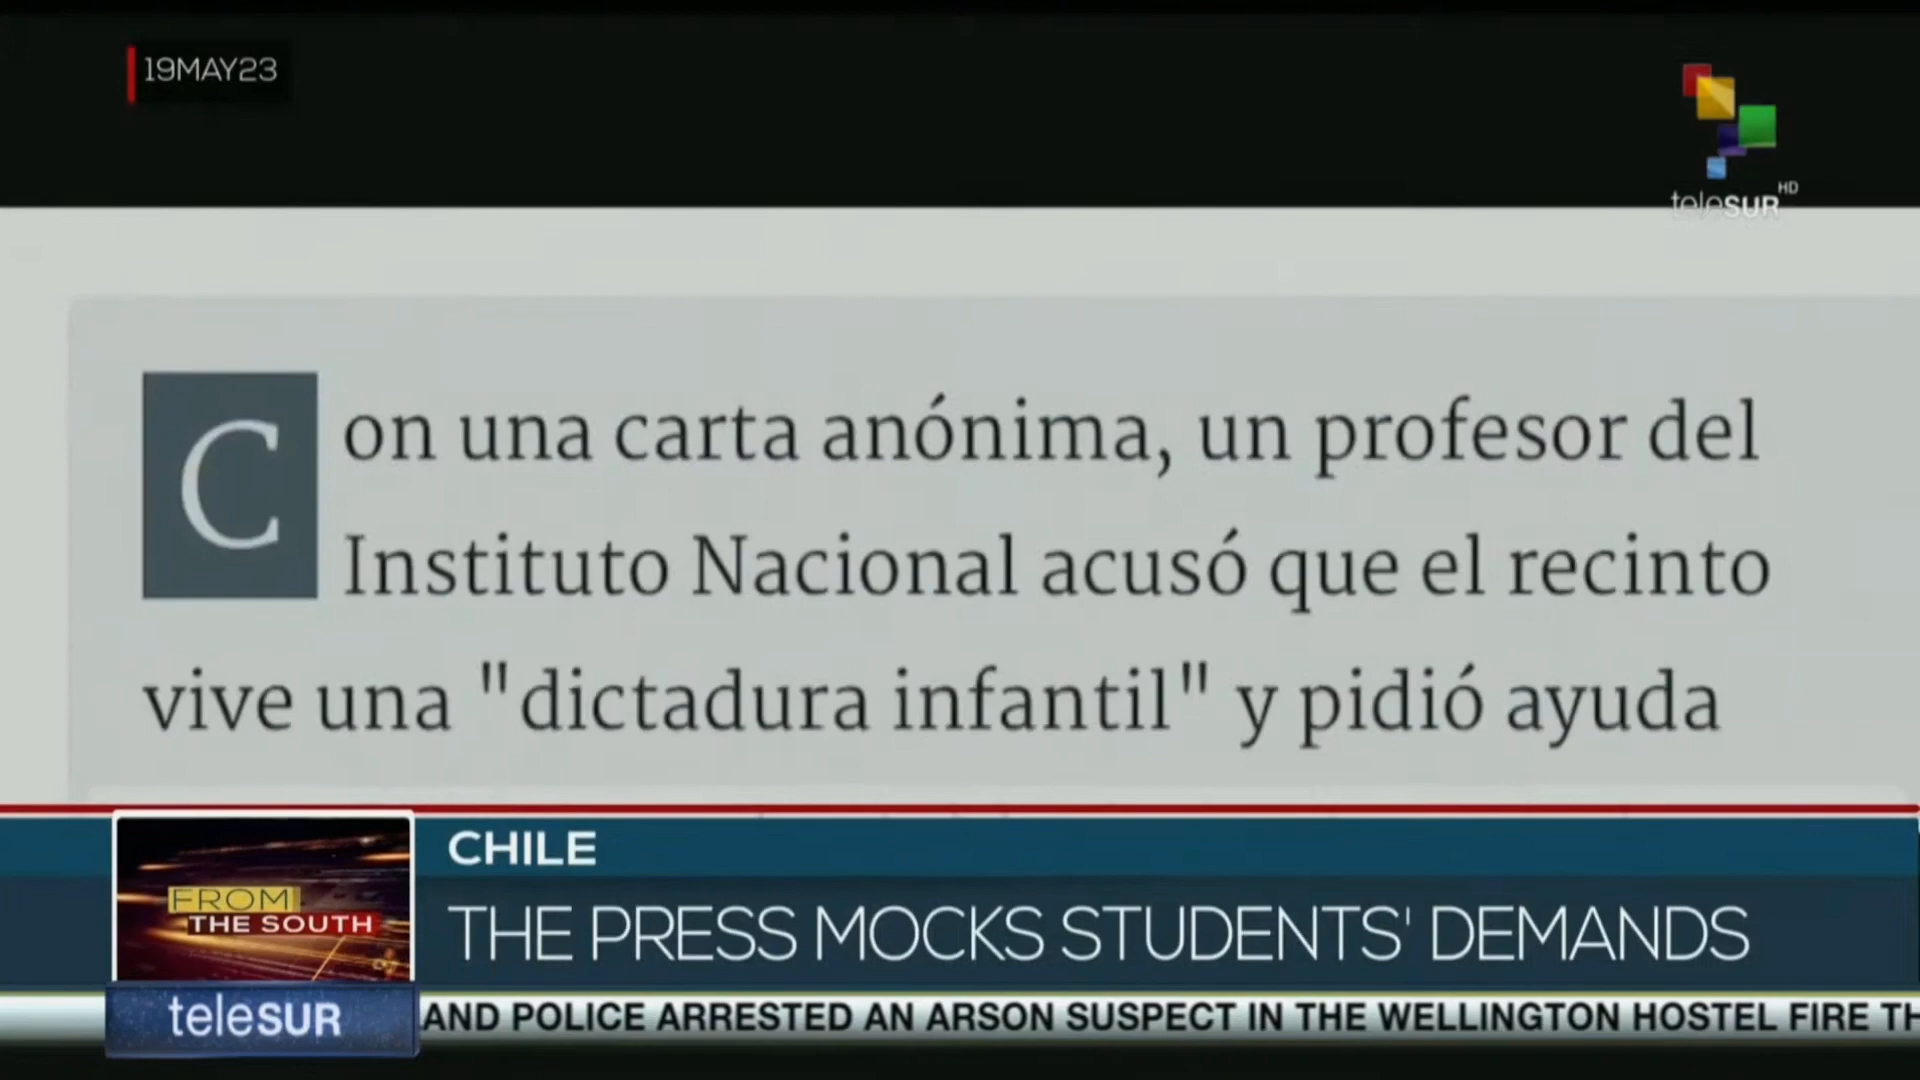 19MAY23
teleSUR HD
Con una carta anónima, un profesor del
Instituto Nacional acusó que el recinto
vive una "dictadura infantil" y pidió ayuda
CHILE
FROM
THE SOUTH
THE PRESS MOCKS STUDENTS' DEMANDS
teleSUR
AND POLICE ARRESTED AN ARSON SUSPECT IN THE WELLINGTON HOSTEL FIRE TH